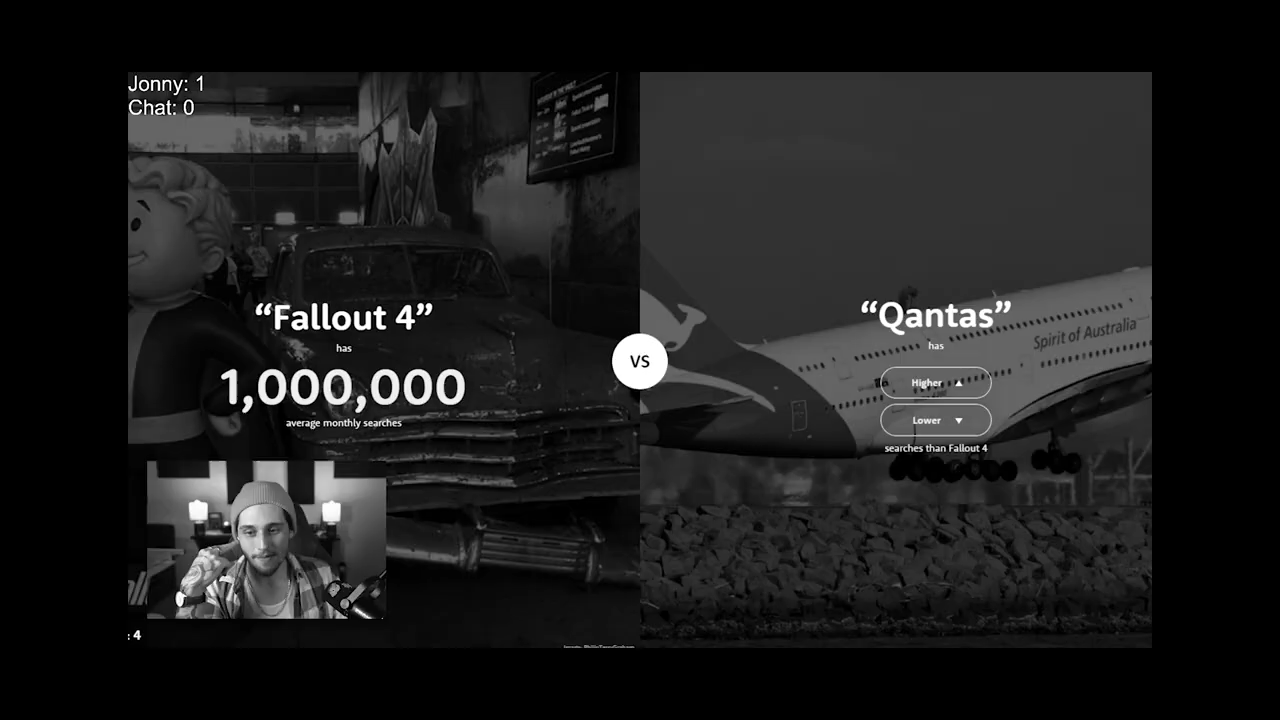 Jonny: 1
Chat: 0
“Fallout 4”
has
1,000,000
average monthly searches
VS
“Qantas”
has
Higher ▲
Lower ▼
searches than Fallout 4
Spirit of Australia
: 4